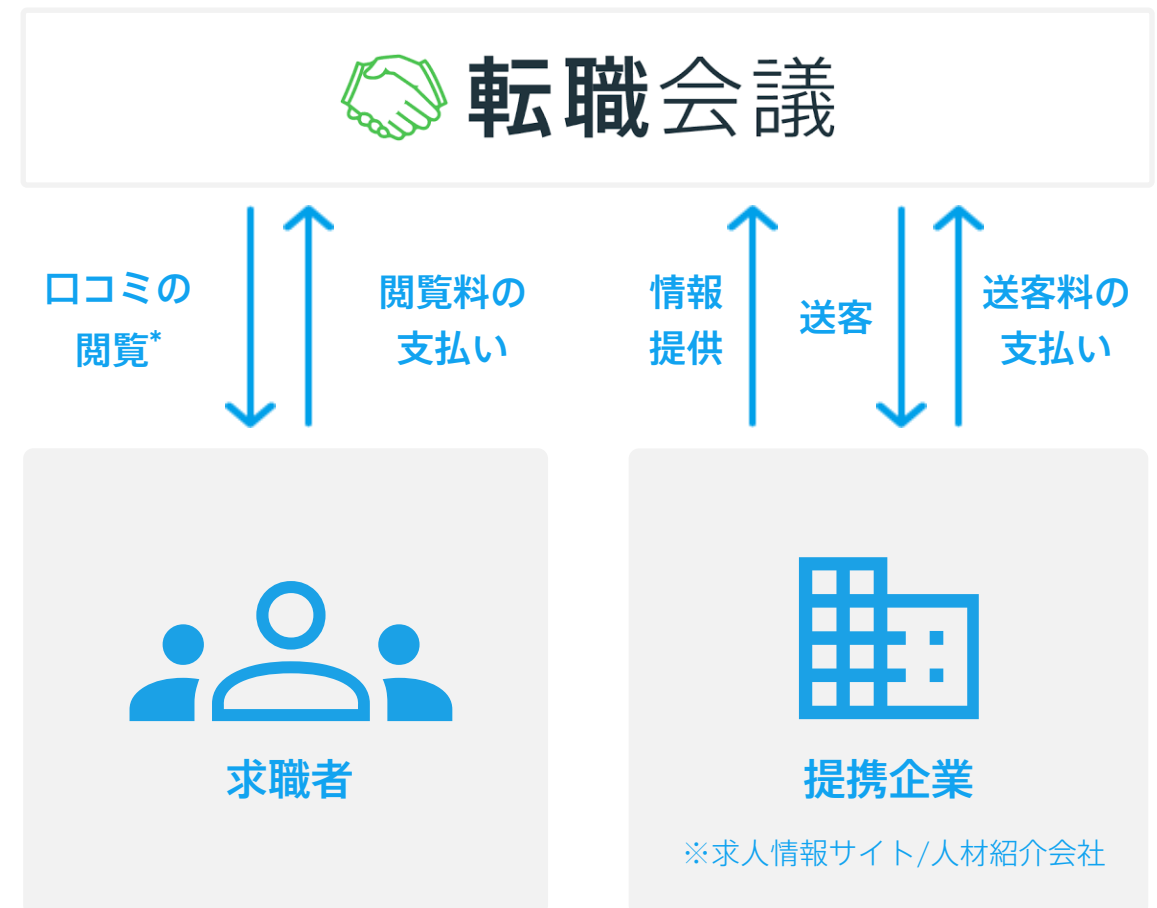 転職会議
口コミの
閲覧*
閲覧料の
支払い
情報
提供
送客
送客料の
支払い
求職者
提携企業
※求人情報サイト/人材紹介会社